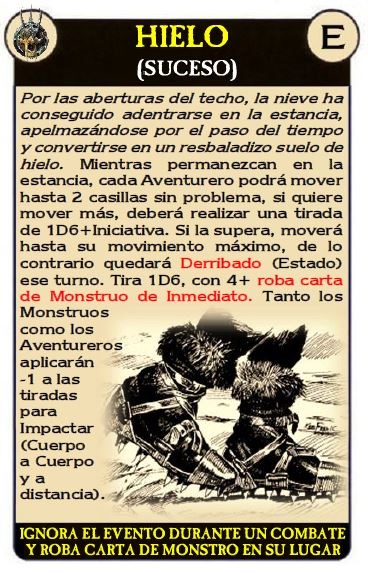 HIELO
E
(SUCESO)
Por las aberturas del techo, la nieve ha
conseguido adentrarse en la estancia,
apelmazándose por el paso del tiempo
y convertirse en un resbaladizo suelo de
hielo. Mientras permanezcan en la
estancia, cada Aventurero podrá mover
hasta 2 casillas sin problema, si quiere
mover más, deberá realizar una tirada
de 1D6+Iniciativa. Si la supera, moverá
hasta su movimiento máximo, de lo
contrario quedará Derribado (Estado)
ese turno. Tira 1D6, con 4+ roba carta
de Monstruo de Inmediato. Tanto los
Monstruos
como los
Aventureros
aplicarán
-1 a las
tiradas
para
Impactar
(Cuerpo
a Cuerpo
y a
distancia).
IGNORA EL EVENTO DURANTE UN COMBATE
Y ROBA CARTA DE MONSTRO EN SU LUGAR